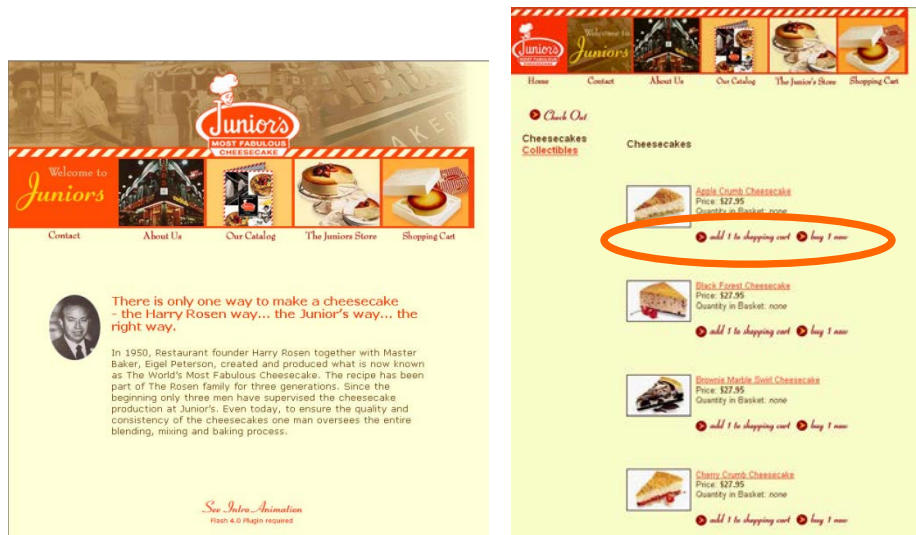 Juniors
MOST FABULOUS
CHEESECAKE
Welcome to
Juniors
Contact
About Us
Our Catalog
The Juniors Store
Shopping Cart
There is only one way to make a cheesecake
- the Harry Rosen way... the Junior's way... the
right way.
In 1950, Restaurant founder Harry Rosen together with Master
Baker, Eigel Peterson, created and produced what is now known
as The World's Most Fabulous Cheesecake. The recipe has been
part of The Rosen family for three generations. Since the
beginning only three men have supervised the cheesecake
production at Junior's. Even today, to ensure the quality and
consistency of the cheesecakes one man oversees the entire
blending, mixing and baking process.
See Intro Animation
Flash 4.0 Plugin required
Juniors
MOST FABULOUS
CHEESECAKE
Welcome to
Juniors
Home
Contact
About Us
Our Catalog
The Junior's Store
Shopping Cart
Check Out
Cheesecakes
Collectibles
Cheesecakes
Apple Crumb Cheesecake
Price: $27.95
Quantity in Basket: none
add 1 to shopping cart buy 1 now
Black Forest Cheesecake
Price: $27.95
Quantity in Basket: none
add 1 to shopping cart buy 1 now
Brownie Marble Swirl Cheesecake
Price: $27.95
Quantity in Basket: none
add 1 to shopping cart buy 1 now
Cherry Crumb Cheesecake
Price: $27.95
Quantity in Basket: none
add 1 to shopping cart buy 1 now